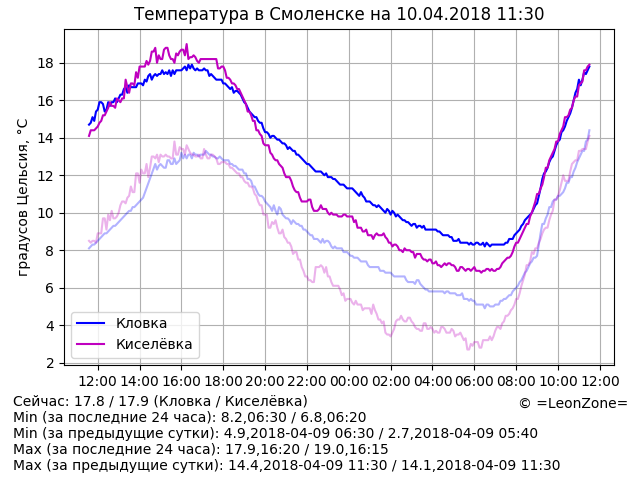 Температура в Смоленске на 10.04.2018 11:30
градусов Цельсия, °C
18
16
14
12
10
8
6
4
2
Кловка
Киселёвка
12:00 14:00 16:00 18:00 20:00 22:00 00:00 02:00 04:00 06:00 08:00 10:00 12:00
Сейчас: 17.8 / 17.9 (Кловка / Киселёвка)
© =LeonZone=
Min (за последние 24 часа): 8.2,06:30 / 6.8,06:20
Min (за предыдущие сутки): 4.9,2018-04-09 06:30 / 2.7,2018-04-09 05:40
Max (за последние 24 часа): 17.9,16:20 / 19.0,16:15
Max (за предыдущие сутки): 14.4,2018-04-09 11:30 / 14.1,2018-04-09 11:30